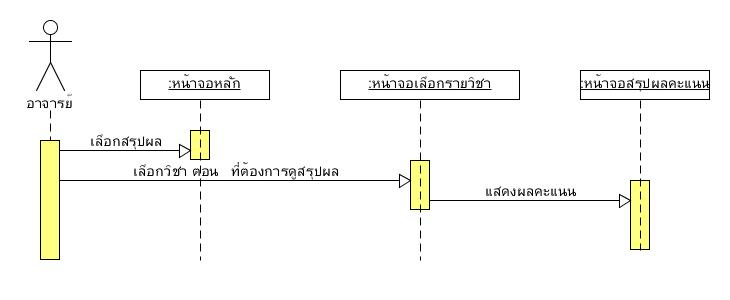 :หน้าจอหลัก
:หน้าจอเลือกรายวิชา
:หน้าจอสรุปผลคะแนน
อาจารย์
เลือกสรุปผล
เลือกวิชา ตอน ที่ต้องการดูสรุปผล
แสดงผลคะแนน